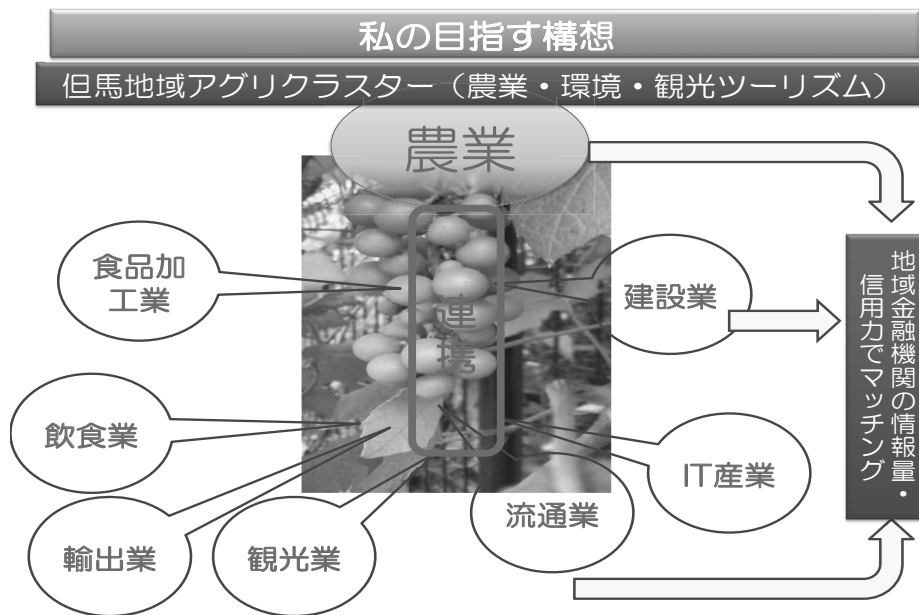 私の目指す構想
但馬地域アグリクラスター（農業・環境・観光ツーリズム）
農業
食品加
工業
連携
建設業
地域金融機関の情報量・
信用力でマッチング
飲食業
IT産業
流通業
輸出業
観光業